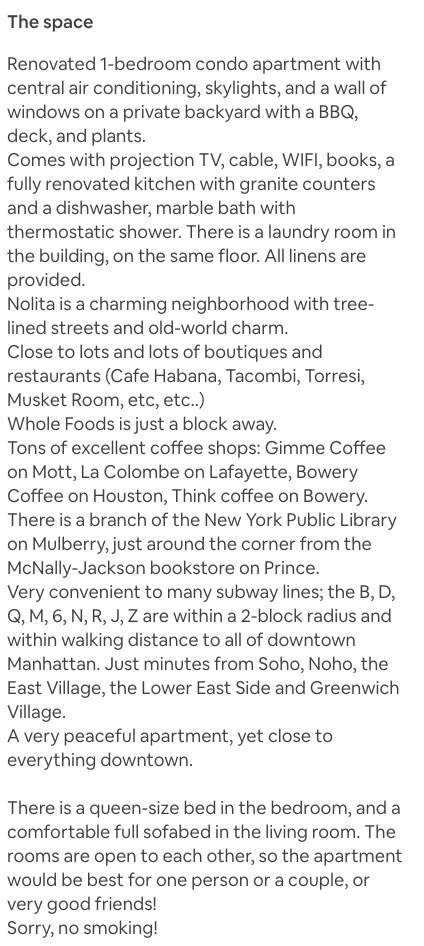 The space
Renovated 1-bedroom condo apartment with
central air conditioning, skylights, and a wall of
windows on a private backyard with a BBQ,
deck, and plants.
Comes with projection TV, cable, WIFI, books, a
fully renovated kitchen with granite counters
and a dishwasher, marble bath with
thermostatic shower. There is a laundry room in
the building, on the same floor. All linens are
provided.
Nolita is a charming neighborhood with tree-
lined streets and old-world charm.
Close to lots and lots of boutiques and
restaurants (Cafe Habana, Tacombi, Torresi,
Musket Room, etc, etc..)
Whole Foods is just a block away.
Tons of excellent coffee shops: Gimme Coffee
on Mott, La Colombe on Lafayette, Bowery
Coffee on Houston, Think coffee on Bowery.
There is a branch of the New York Public Library
on Mulberry, just around the corner from the
McNally-Jackson bookstore on Prince.
Very convenient to many subway lines; the B, D,
Q, M, 6, N, R, J, Z are within a 2-block radius and
within walking distance to all of downtown
Manhattan. Just minutes from Soho, Noho, the
East Village, the Lower East Side and Greenwich
Village.
A very peaceful apartment, yet close to
everything downtown.
There is a queen-size bed in the bedroom, and a
comfortable full sofabed in the living room. The
rooms are open to each other, so the apartment
would be best for one person or a couple, or
very good friends!
Sorry, no smoking!